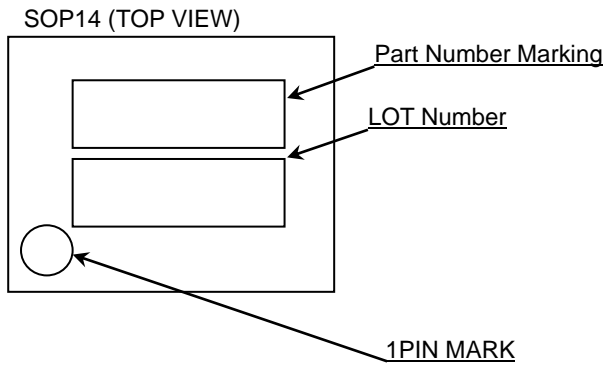 SOP14 (TOP VIEW)
Part Number Marking
LOT Number
1PIN MARK